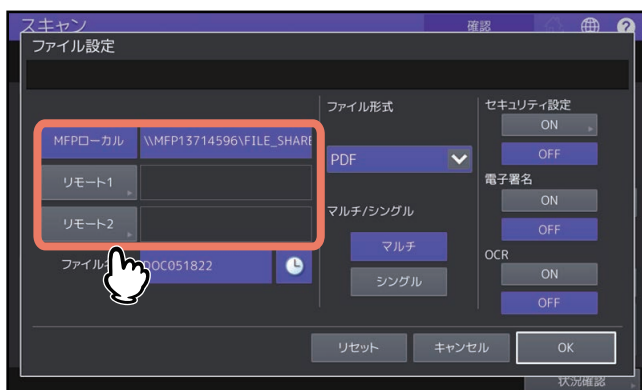 スキャン
確認
ファイル設定
ファイル形式
セキュリティ設定
ON
MFPローカル
\\MFP13714596\FILE_SHARE
PDF
OFF
リモート1
電子署名
ON
リモート2
マルチ/シングル
OFF
マルチ
OCR
ファイル
DOC051822
シングル
ON
OFF
リセット
キャンセル
OK
状況確認